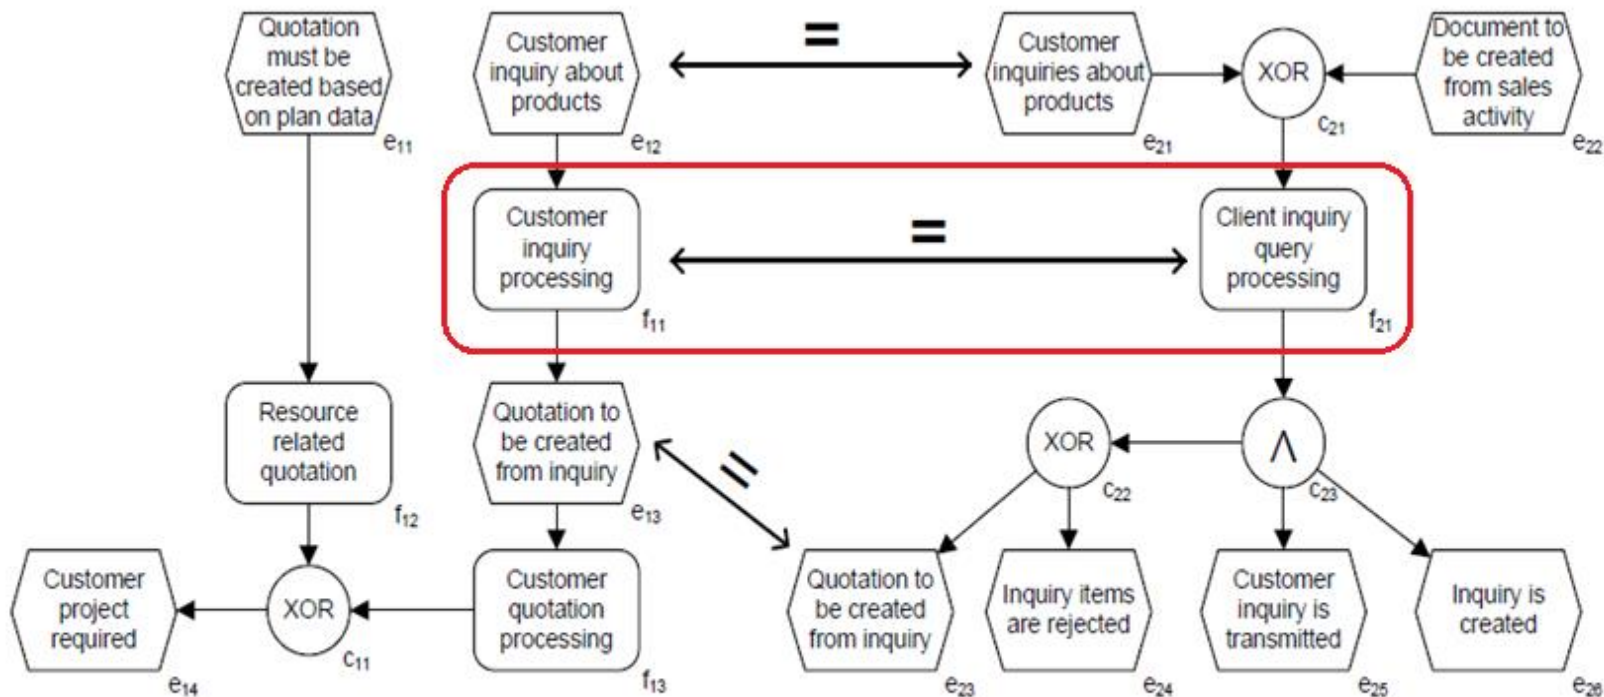 Quotation
must be
created based
on plan data
e11
Customer
inquiry about
products
e12
=
Customer
inquiries about
products
e21
XOR
c21
Document to
be created
from sales
activity
e22
Customer
inquiry
processing
f11
=
Client inquiry
query
processing
f21
Resource
related
quotation
f12
Quotation to
be created
from inquiry
e13
=
XOR
c22
∧
c23
Customer
project
required
e14
XOR
c11
Customer
quotation
processing
f13
Quotation to
be created
from inquiry
e23
Inquiry items
are rejected
e24
Customer
inquiry is
transmitted
e25
Inquiry is
created
e26